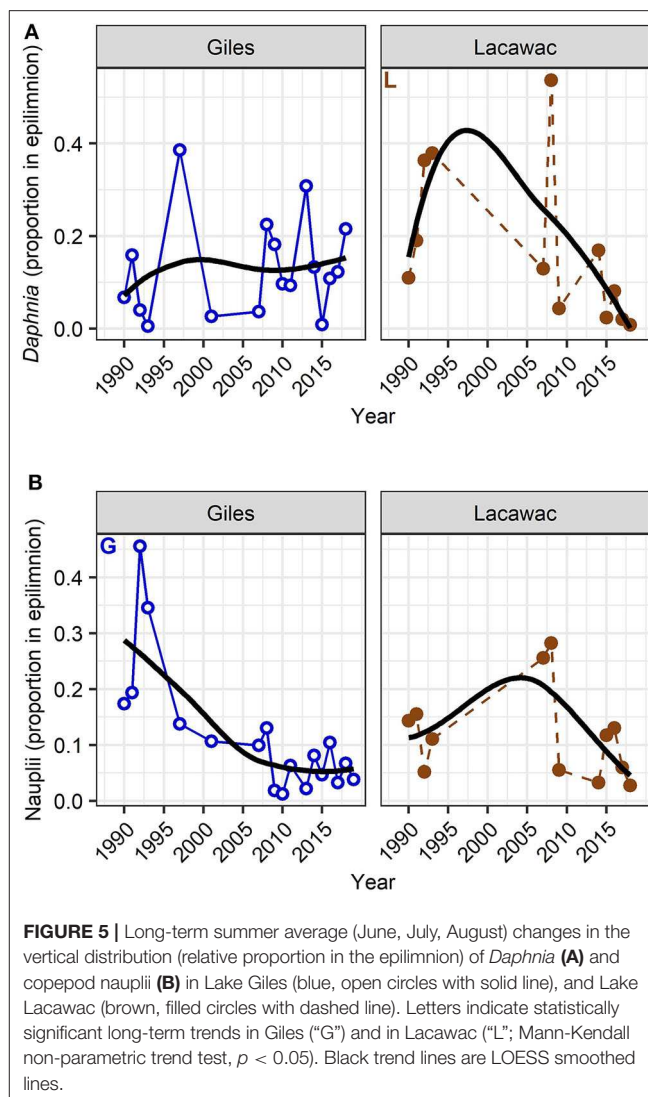 A
Giles
Lacawac
L
Daphnia (proportion in epilimnion)
0.4
0.2
0.0
1990 1995 2000 2005 2010 2015
1990 1995 2000 2005 2010 2015
Year
B
Giles
Lacawac
G
Nauplii (proportion in epilimnion)
0.4
0.3
0.2
0.1
0.0
1990 1995 2000 2005 2010 2015
1990 1995 2000 2005 2010 2015
Year
FIGURE 5 | Long-term summer average (June, July, August) changes in the
vertical distribution (relative proportion in the epilimnion) of Daphnia (A) and
copepod nauplii (B) in Lake Giles (blue, open circles with solid line), and Lake
Lacawac (brown, filled circles with dashed line). Letters indicate statistically
significant long-term trends in Giles (“G”) and in Lacawac (“L”; Mann-Kendall
non-parametric trend test, p < 0.05). Black trend lines are LOESS smoothed
lines.